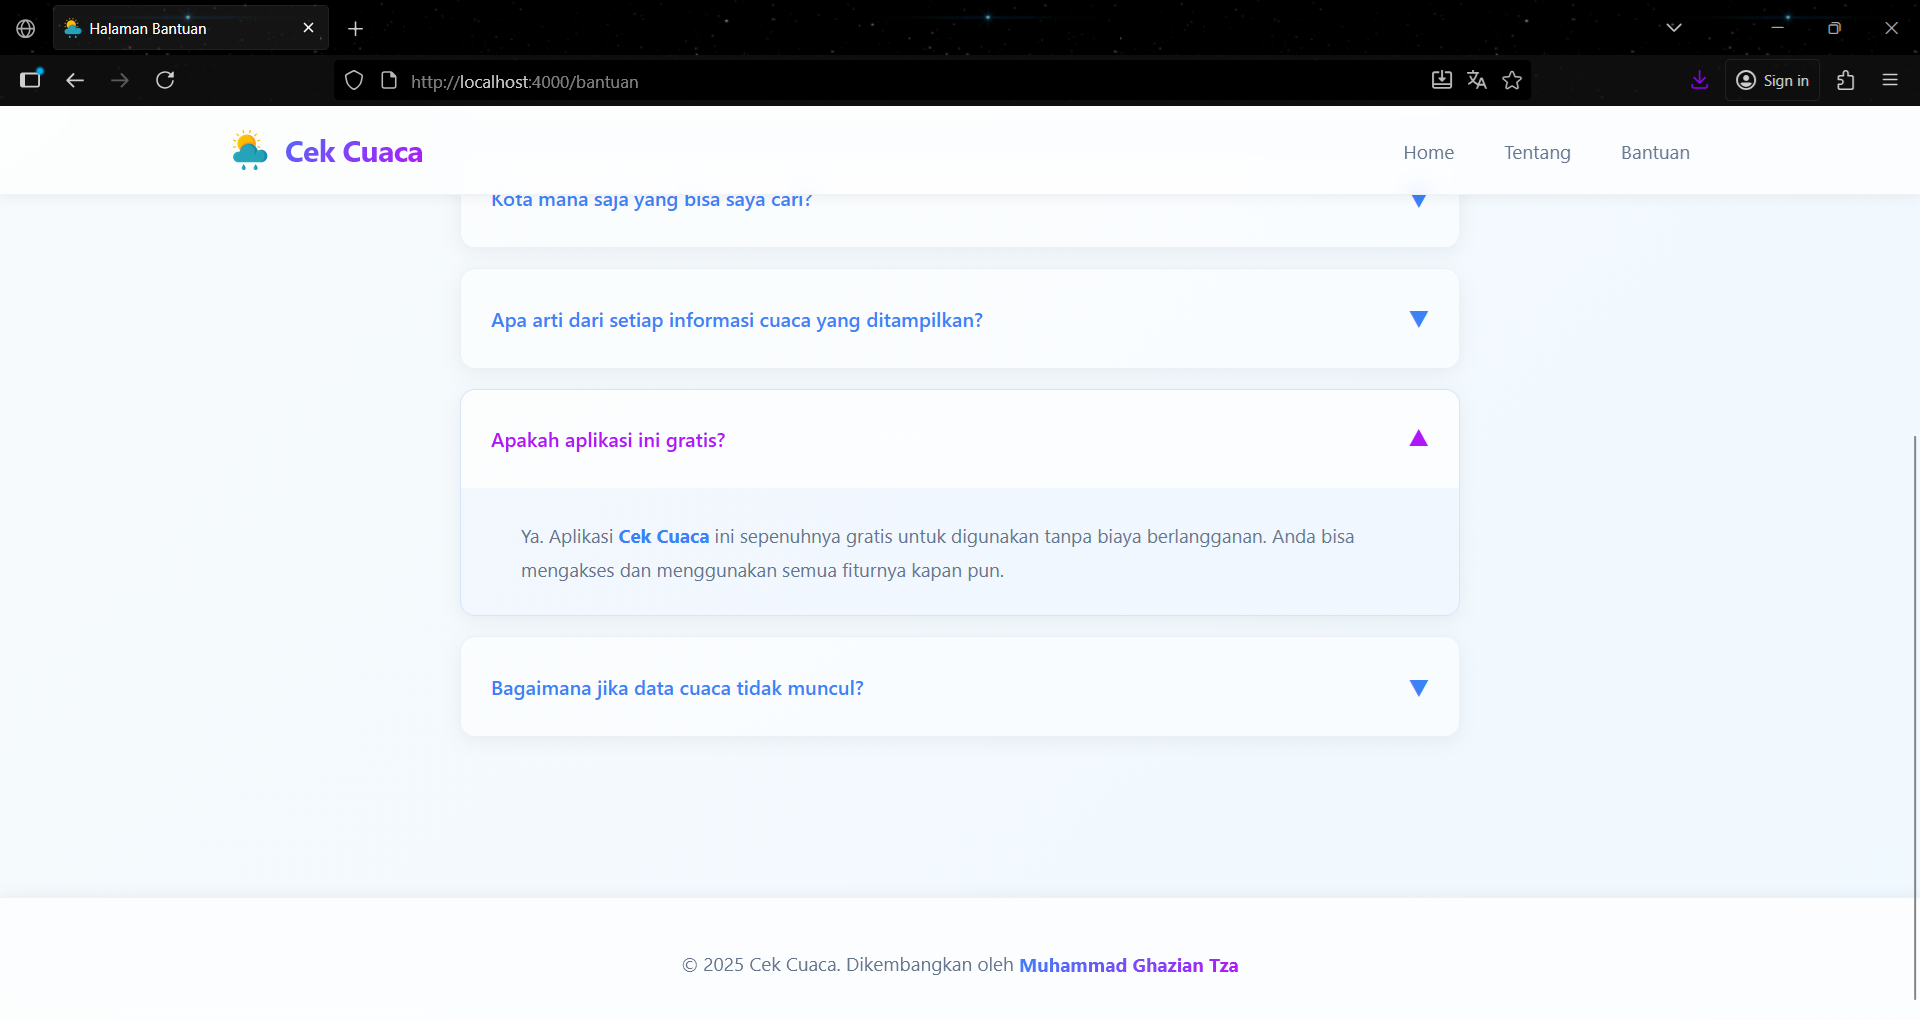 Halaman Bantuan
http://localhost:4000/bantuan
Sign in
Cek Cuaca
Home
Tentang
Bantuan
Kota mana saja yang bisa saya cari?
Apa arti dari setiap informasi cuaca yang ditampilkan?
Apakah aplikasi ini gratis?
Ya. Aplikasi Cek Cuaca ini sepenuhnya gratis untuk digunakan tanpa biaya berlangganan. Anda bisa
mengakses dan menggunakan semua fiturnya kapan pun.
Bagaimana jika data cuaca tidak muncul?
© 2025 Cek Cuaca. Dikembangkan oleh Muhammad Ghazian Tza